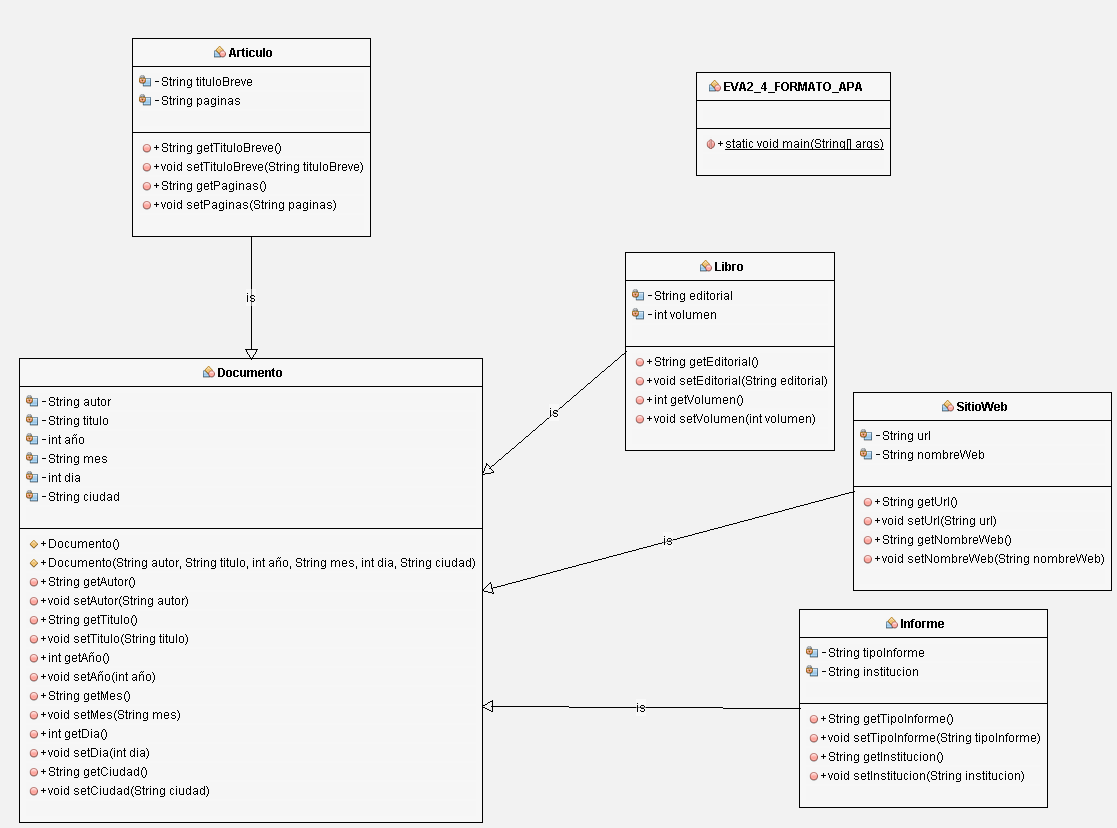 Articulo
- String tituloBreve
- String paginas
+ String getTituloBreve()
+ void setTituloBreve(String tituloBreve)
+ String getPaginas()
+ void setPaginas(String paginas)
EVA2_4_FORMATO_APA
+ static void main(String[] args)
is
Libro
- String editorial
- int volumen
+ String getEditorial()
+ void setEditorial(String editorial)
+ int getVolumen()
+ void setVolumen(int volumen)
is
Documento
- String autor
- String titulo
- int año
- String mes
- int dia
- String ciudad
+ Documento()
+ Documento(String autor, String titulo, int año, String mes, int dia, String ciudad)
+ String getAutor()
+ void setAutor(String autor)
+ String getTitulo()
+ void setTitulo(String titulo)
+ int getAño()
+ void setAño(int año)
+ String getMes()
+ void setMes(String mes)
+ int getDia()
+ void setDia(int dia)
+ String getCiudad()
+ void setCiudad(String ciudad)
SitioWeb
- String url
- String nombreWeb
+ String getUrl()
+ void setUrl(String url)
+ String getNombreWeb()
+ void setNombreWeb(String nombreWeb)
is
Informe
- String tipoInforme
- String institucion
+ String getTipoInforme()
+ void setTipoInforme(String tipoInforme)
+ String getInstitucion()
+ void setInstitucion(String institucion)
is